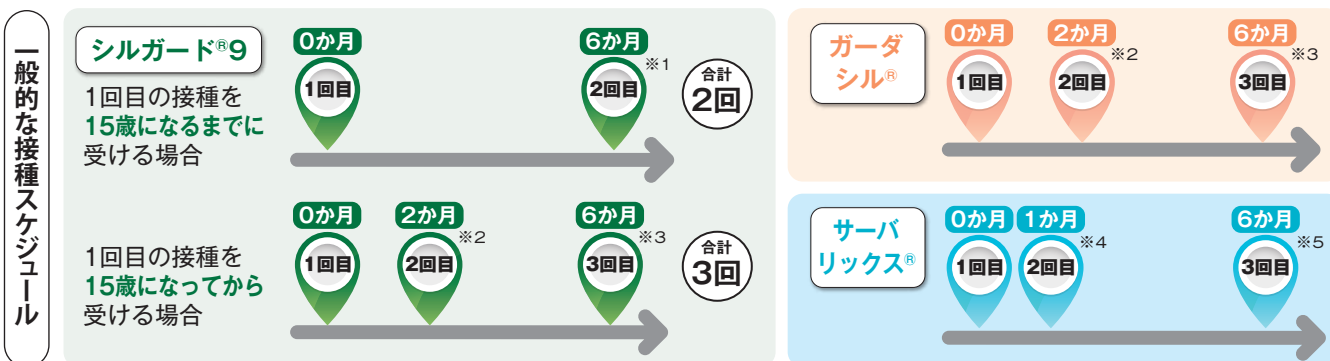 一般的な接種スケジュール
シルガード®9
1回目の接種を
15歳になるまでに
受ける場合
0か月
1回目
6か月
※1
2回目
合計
2回
1回目の接種を
15歳になってから
受ける場合
0か月
1回目
2か月
※2
2回目
6か月
※3
3回目
合計
3回
ガーダ
シル®
0か月
1回目
2か月
※2
2回目
6か月
※3
3回目
サーバ
リックス®
0か月
1回目
1か月
※4
2回目
6か月
※5
3回目